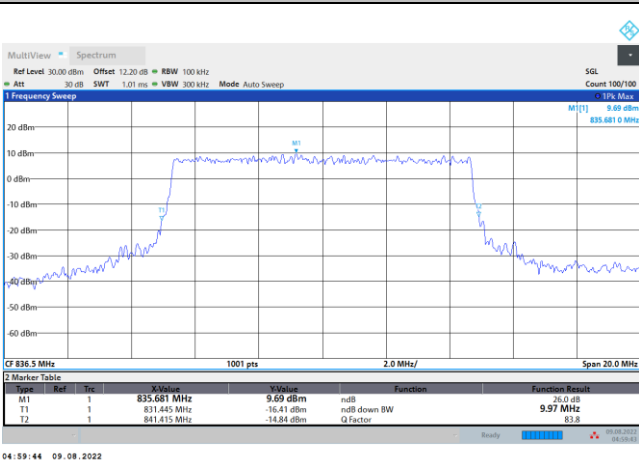 MultiView Spectrum
Ref Level 30.00 dBm Offset 12.20 dB RBW 100 kHz SGL
Att 30 dB SWT 1.01 ms VBW 300 kHz Mode Auto Sweep Count 100/100
1 Frequency Sweep 1Pk Max
M1[1] 9.69 dBm
835.681 0 MHz
20 dBm
M1
10 dBm
0 dBm
-10 dBm
T1
-20 dBm
-30 dBm
-40 dBm
-50 dBm
-60 dBm
CF 836.5 MHz 1001 pts 2.0 MHz/ Span 20.0 MHz
2 Marker Table
Type Ref Trc X-Value Y-Value Function Function Result
M1 1 835.681 MHz 9.69 dBm ndB 26.0 dB
T1 1 831.445 MHz -16.41 dBm ndB down BW 9.97 MHz
T2 1 841.415 MHz -14.84 dBm Q Factor 83.8
Ready 09.08.2022
04:59:43
04:59:44 09.08.2022